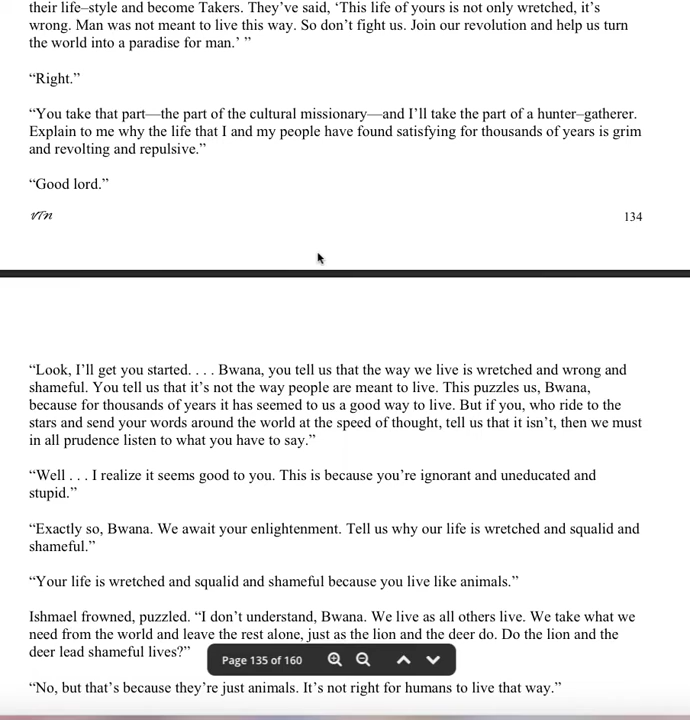 their life–style and become Takers. They’ve said, ‘This life of yours is not only wretched, it’s
wrong. Man was not meant to live this way. So don’t fight us. Join our revolution and help us turn
the world into a paradise for man.’ ”
“Right.”
“You take that part—the part of the cultural missionary—and I’ll take the part of a hunter–gatherer.
Explain to me why the life that I and my people have found satisfying for thousands of years is grim
and revolting and repulsive.”
“Good lord.”
VTN 134
“Look, I’ll get you started. . . . Bwana, you tell us that the way we live is wretched and wrong and
shameful. You tell us that it’s not the way people are meant to live. This puzzles us, Bwana,
because for thousands of years it has seemed to us a good way to live. But if you, who ride to the
stars and send your words around the world at the speed of thought, tell us that it isn’t, then we must
in all prudence listen to what you have to say.”
“Well . . . I realize it seems good to you. This is because you’re ignorant and uneducated and
stupid.”
“Exactly so, Bwana. We await your enlightenment. Tell us why our life is wretched and squalid and
shameful.”
“Your life is wretched and squalid and shameful because you live like animals.”
Ishmael frowned, puzzled. “I don’t understand, Bwana. We live as all others live. We take what we
need from the world and leave the rest alone, just as the lion and the deer do. Do the lion and the
deer lead shameful lives?”
Page 135 of 160
“No, but that’s because they’re just animals. It’s not right for humans to live that way.”